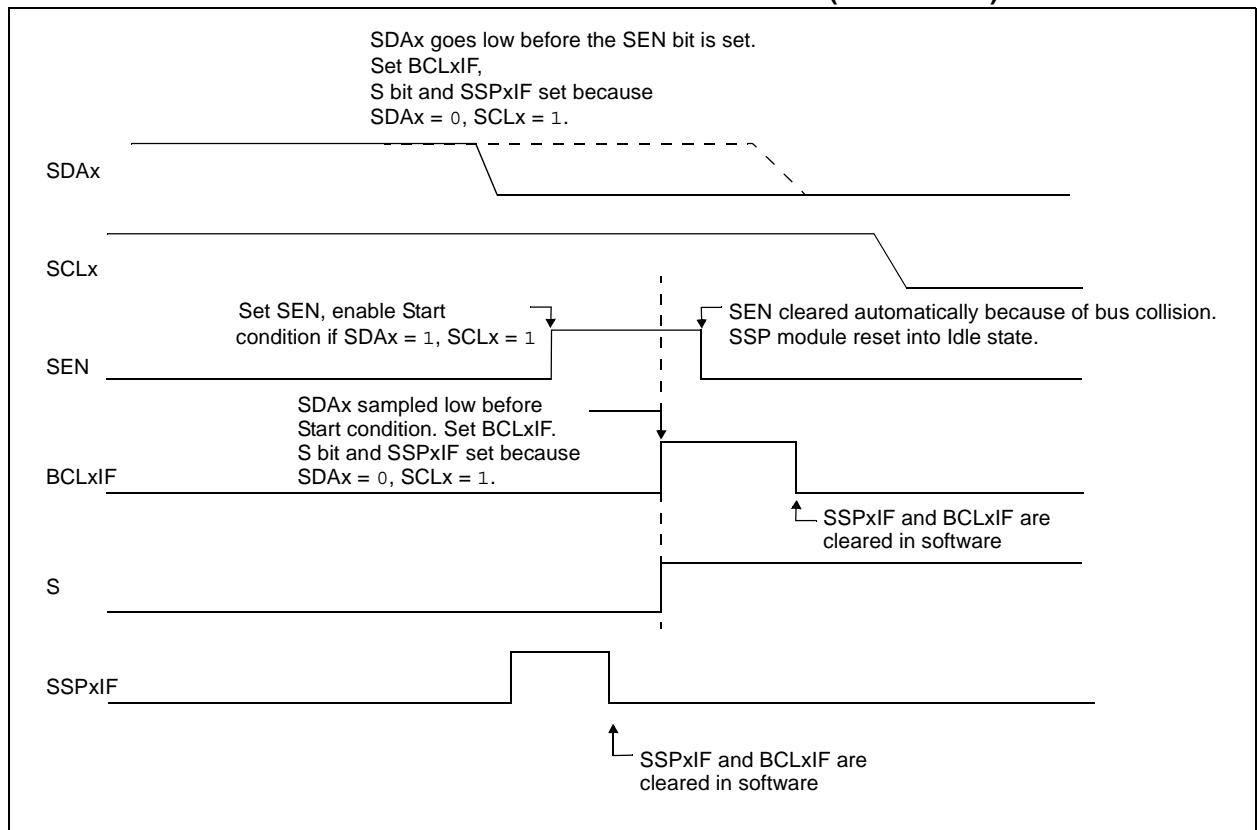 SDAx goes low before the SEN bit is set.
Set BCLxIF,
S bit and SSPxIF set because
SDAx = 0, SCLx = 1.
SDAx
SCLx
Set SEN, enable Start
condition if SDAx = 1, SCLx = 1
SEN cleared automatically because of bus collision.
SSP module reset into Idle state.
SEN
SDAx sampled low before
Start condition. Set BCLxIF.
S bit and SSPxIF set because
SDAx = 0, SCLx = 1.
BCLxIF
SSPxIF and BCLxIF are
cleared in software
S
SSPxIF
SSPxIF and BCLxIF are
cleared in software